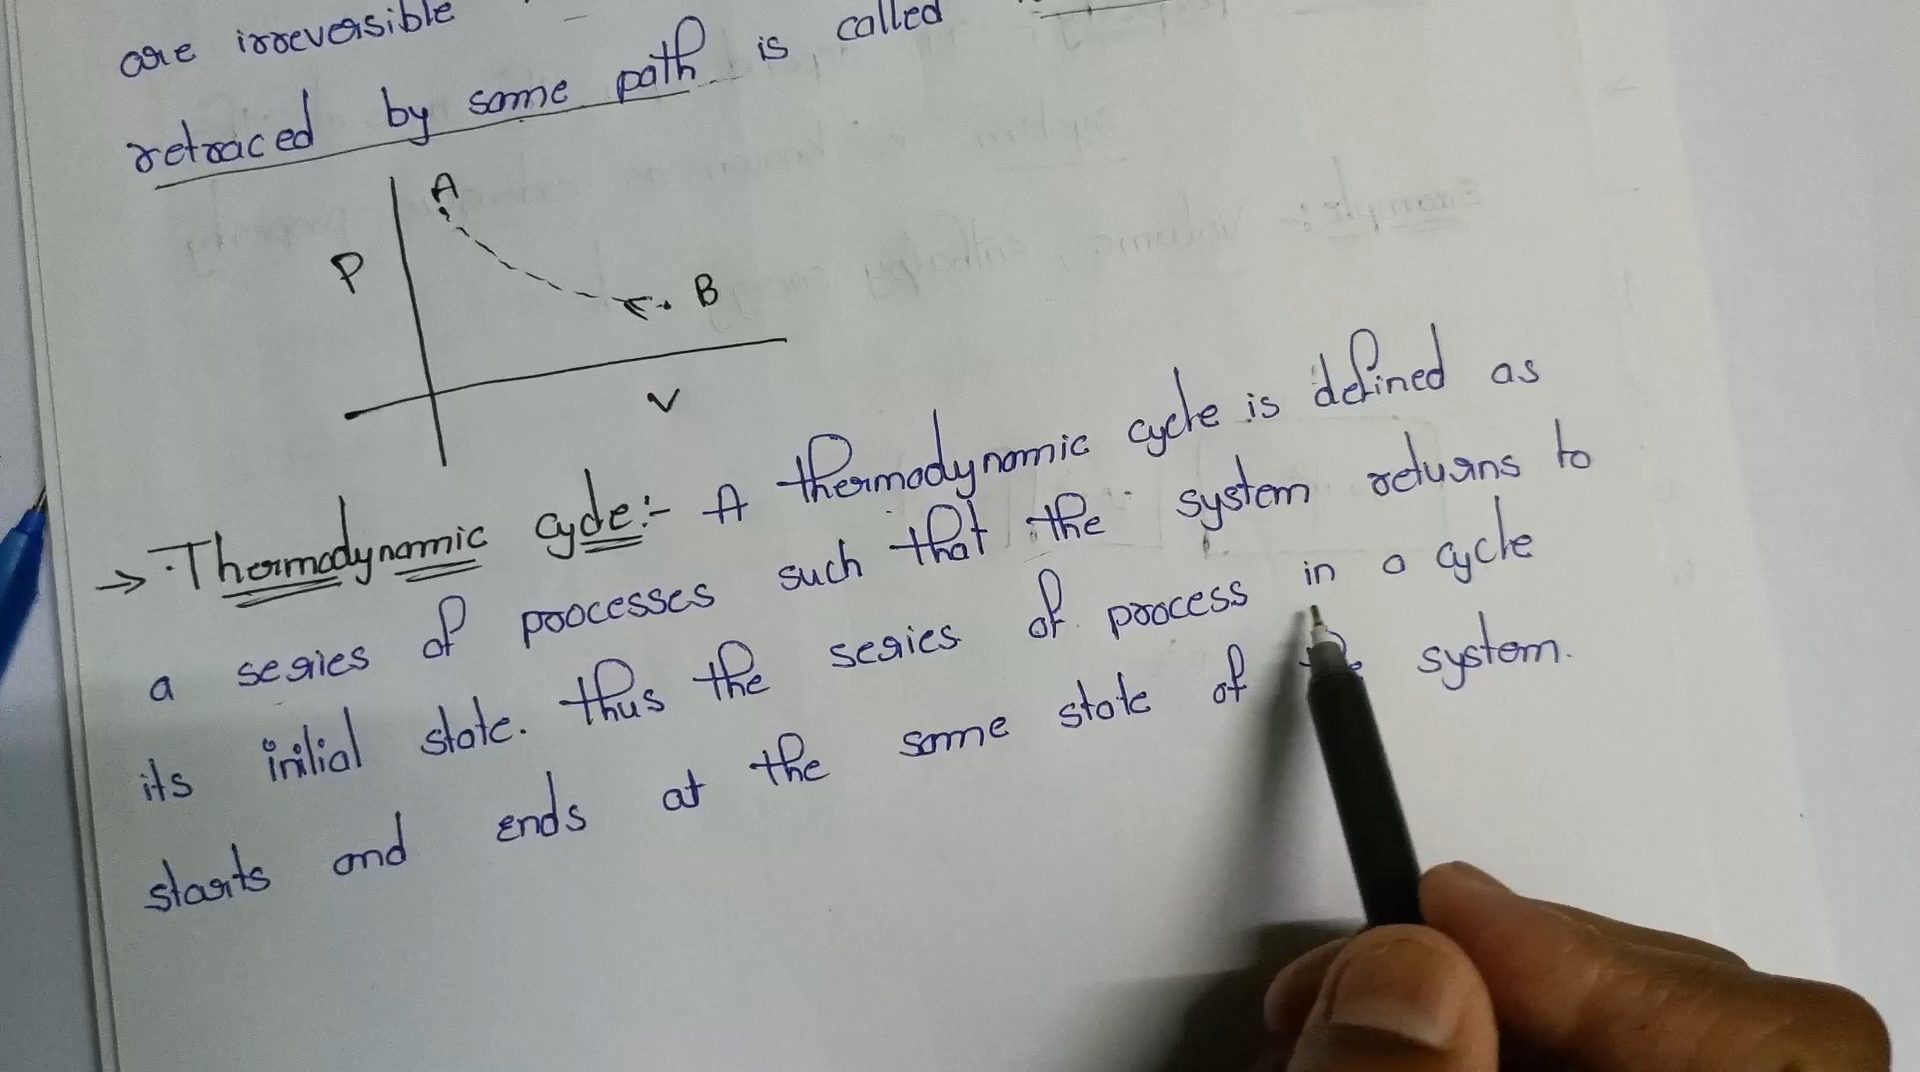 are irreversible
retraced by same path is called
A
P
B
V
→ Thermodynamic cycle:- A thermodynamic cycle is defined as
a series of processes such that the system returns to
its initial state. thus the series of process in a cycle
starts and ends at the same state of the system.